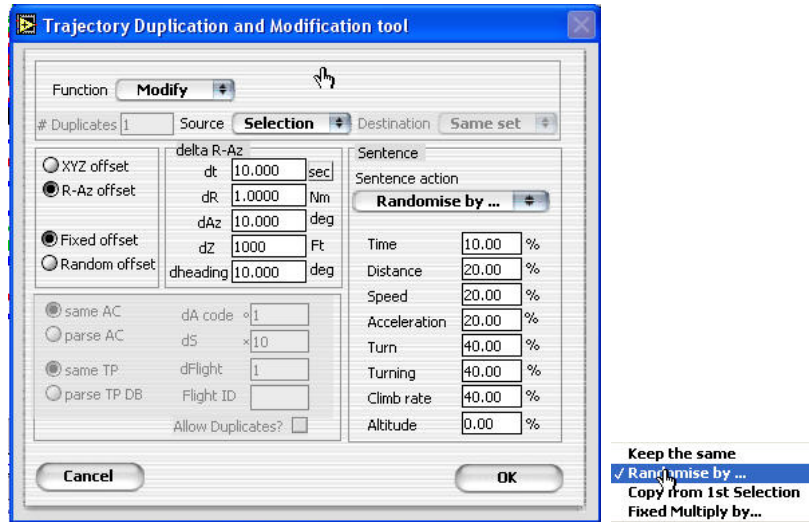 Trajectory Duplication and Modification tool
Function Modify
# Duplicates 1 Source Selection Destination Same set
XYZ offset
R-Az offset
Fixed offset
Random offset
delta R-Az
dt 10.000 sec
dR 1.0000 Nm
dAz 10.000 deg
dZ 1000 Ft
dheading 10.000 deg
Sentence
Sentence action
Randomise by ...
Time 10.00 %
Distance 20.00 %
Speed 20.00 %
Acceleration 20.00 %
Turn 40.00 %
Turning 40.00 %
Climb rate 40.00 %
Altitude 0.00 %
same AC
parse AC
same TP
parse TP DB
dA code 1
dS × 10
dFlight 1
Flight ID
Allow Duplicates?
Cancel
OK
Keep the same
✓ Randomise by ...
Copy from 1st Selection
Fixed Multiply by...